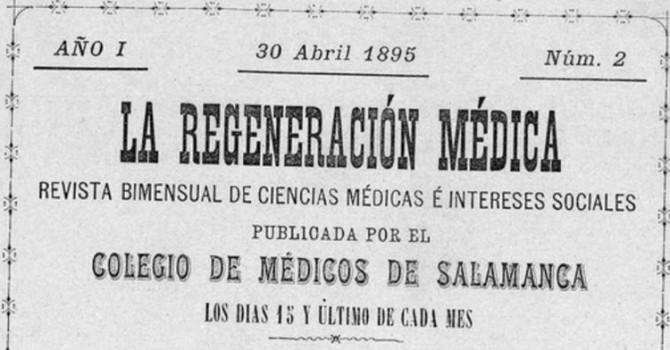 AÑO I 30 Abril 1895 Núm. 2
LA REGENERACIÓN MÉDICA
REVISTA BIMENSUAL DE CIENCIAS MÉDICAS É INTERESES SOCIALES
PUBLICADA POR EL
COLEGIO DE MÉDICOS DE SALAMANCA
LOS DIAS 15 Y ÚLTIMO DE CADA MES